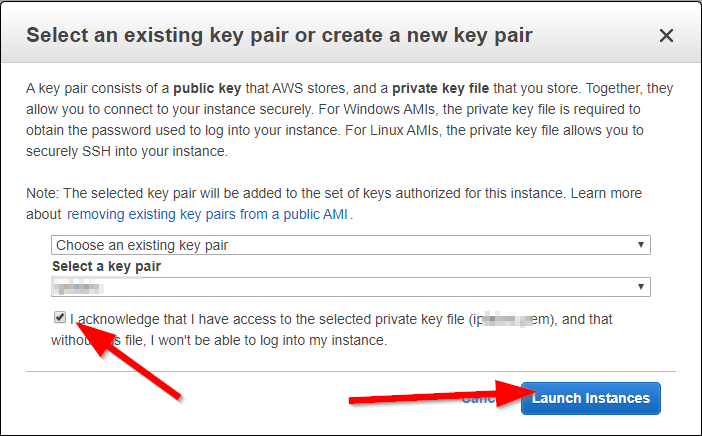 Select an existing key pair or create a new key pair
A key pair consists of a public key that AWS stores, and a private key file that you store. Together, they
allow you to connect to your instance securely. For Windows AMIs, the private key file is required to
obtain the password used to log into your instance. For Linux AMIs, the private key file allows you to
securely SSH into your instance.
Note: The selected key pair will be added to the set of keys authorized for this instance. Learn more
about removing existing key pairs from a public AMI.
Choose an existing key pair
Select a key pair
I acknowledge that I have access to the selected private key file (ip em), and that
without file, I won't be able to log into my instance.
Launch Instances